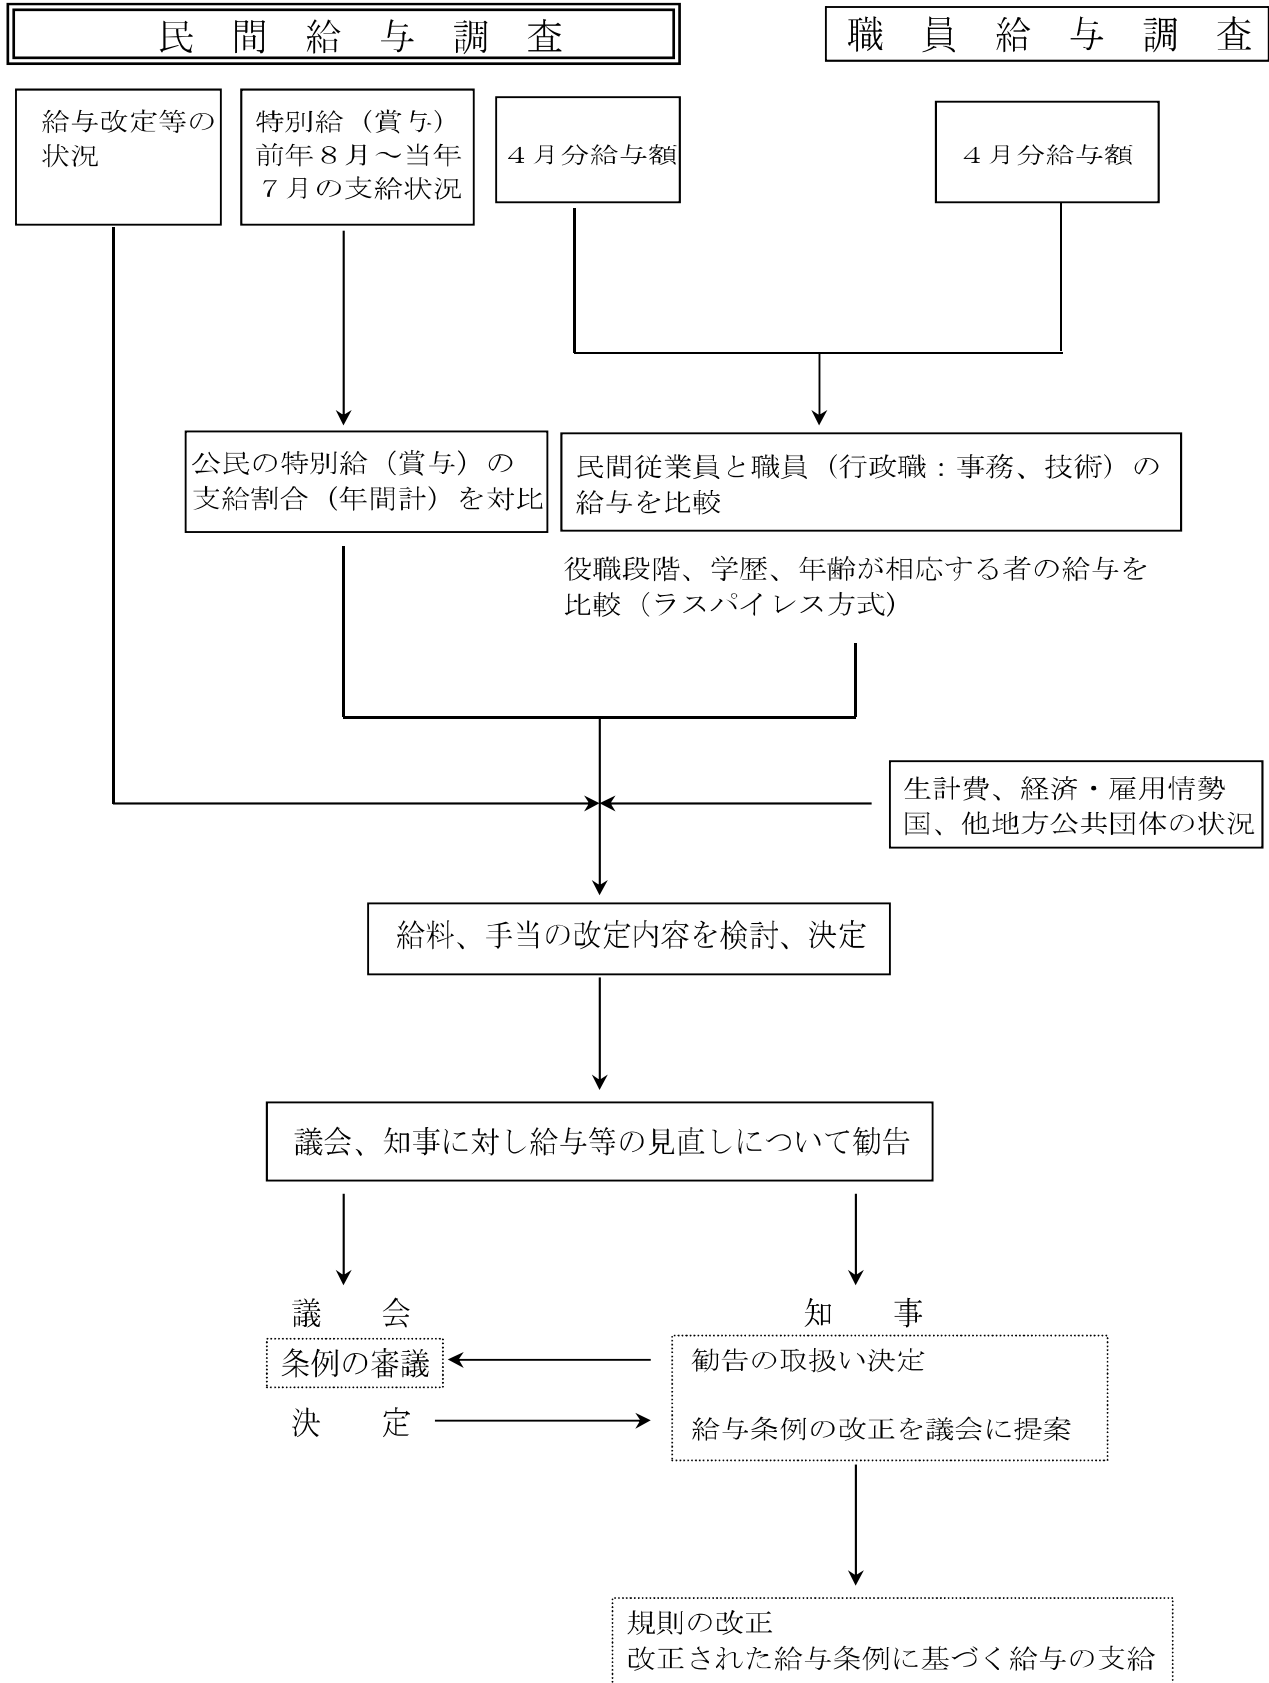 民間給与調査
職員給与調査
給与改定等の
状況
特別給（賞与）
前年８月～当年
７月の支給状況
４月分給与額
４月分給与額
公民の特別給（賞与）の
支給割合（年間計）を対比
民間従業員と職員（行政職：事務、技術）の
給与を比較
役職段階、学歴、年齢が相応する者の給与を
比較（ラスパイレス方式）
生計費、経済・雇用情勢
国、他地方公共団体の状況
給料、手当の改定内容を検討、決定
議会、知事に対し給与等の見直しについて勧告
議会
知事
条例の審議
勧告の取扱い決定
決定
給与条例の改正を議会に提案
規則の改正
改正された給与条例に基づく給与の支給